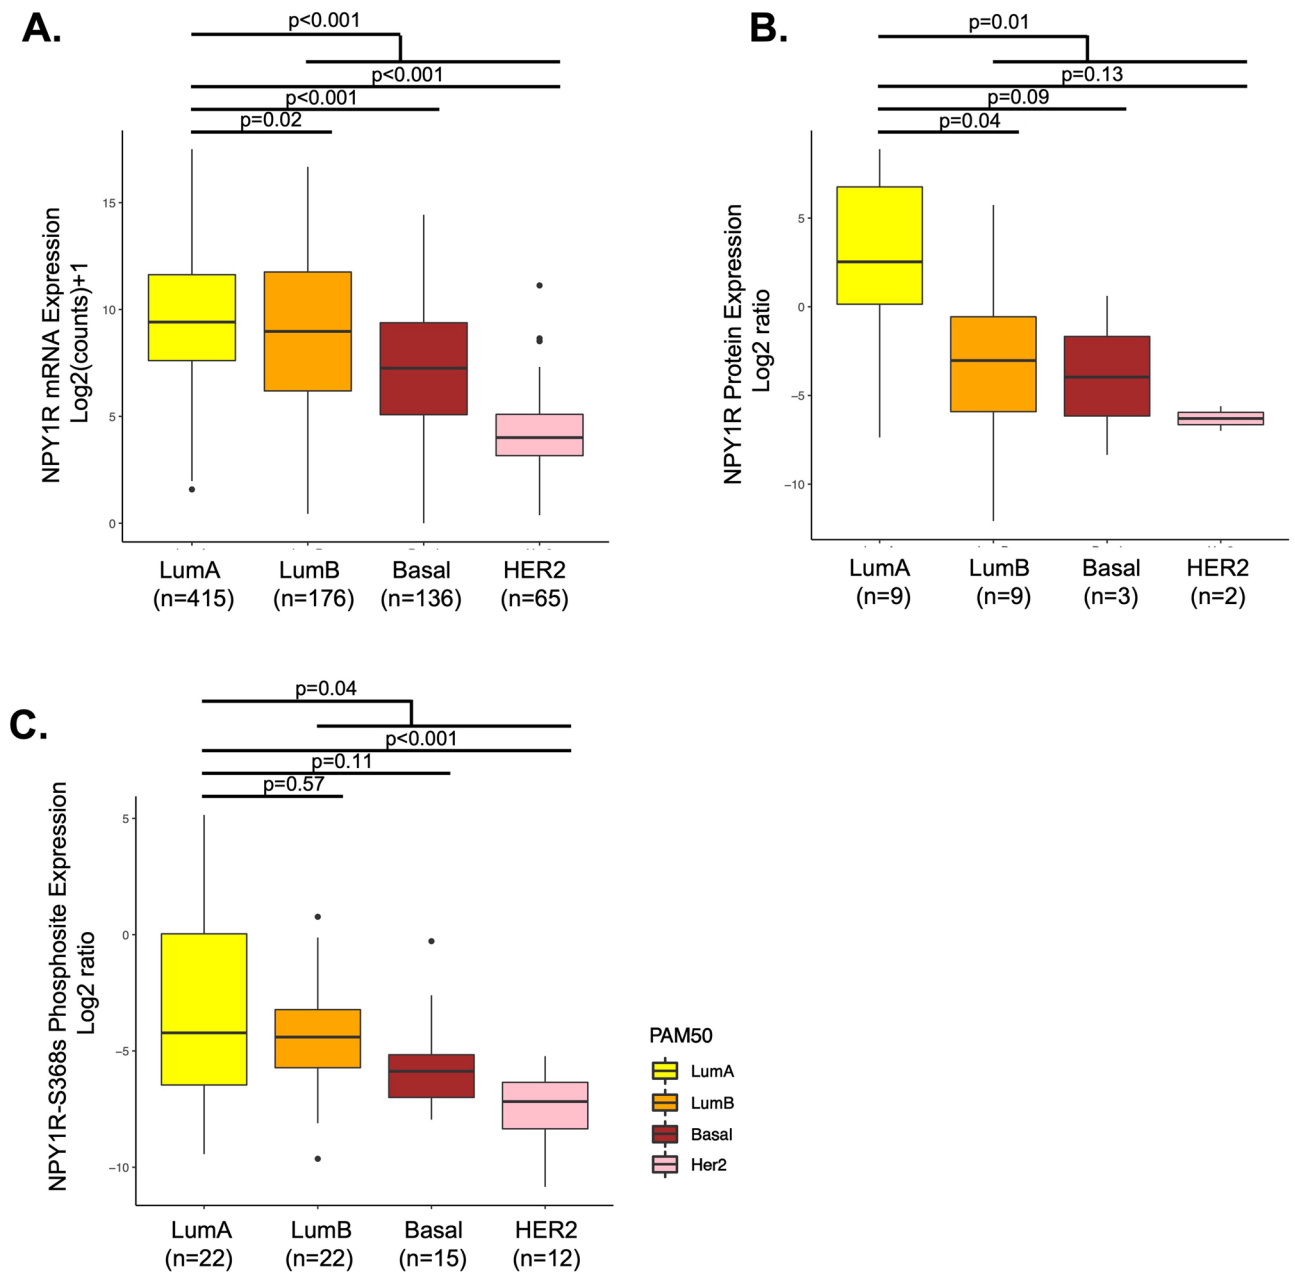 A.
p<0.001
p<0.001
p<0.001
p=0.02
NPY1R mRNA Expression
Log2(counts)+1
15
10
5
0
LumA LumB Basal HER2
(n=415) (n=176) (n=136) (n=65)
B.
p=0.01
p=0.13
p=0.09
p=0.04
NPY1R Protein Expression
Log2 ratio
5
0
−5
−10
LumA LumB Basal HER2
(n=9) (n=9) (n=3) (n=2)
C.
p=0.04
p<0.001
p=0.11
p=0.57
NPY1R-S368s Phosphosite Expression
Log2 ratio
5
0
−5
−10
LumA LumB Basal HER2
(n=22) (n=22) (n=15) (n=12)
PAM50
LumA
LumB
Basal
Her2